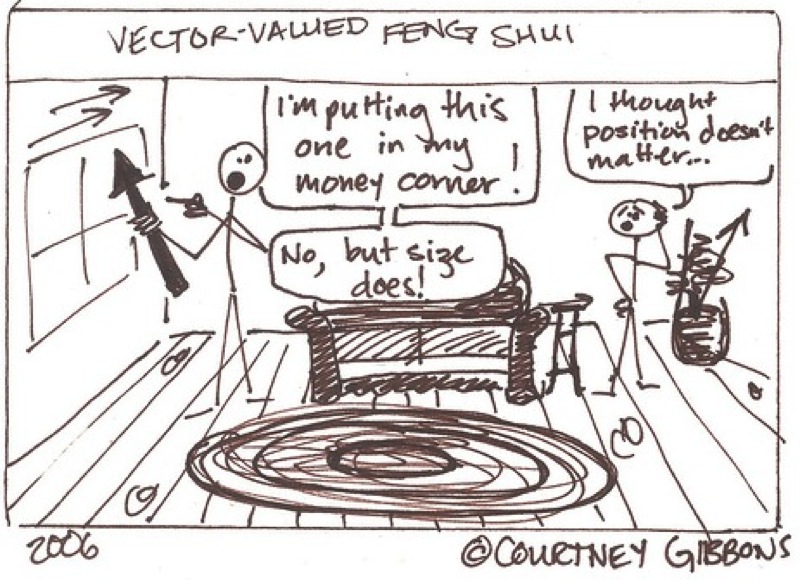 VECTOR-VALUED FENG SHUI
I'm putting this
one in my
money corner!
I thought
position doesn't
matter...
No, but size
does!
2006
©COURTNEY GIBBONS